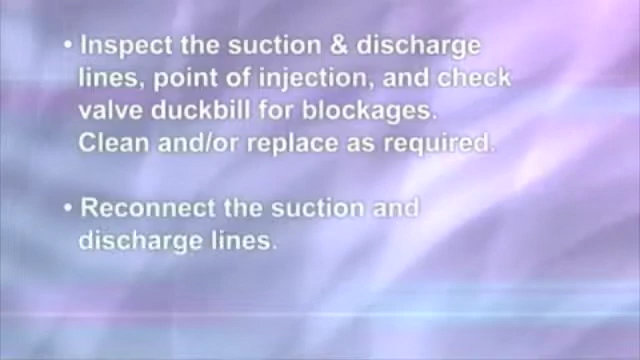 • Inspect the suction & discharge
lines, point of injection, and check
valve duckbill for blockages.
Clean and/or replace as required.
• Reconnect the suction and
discharge lines.